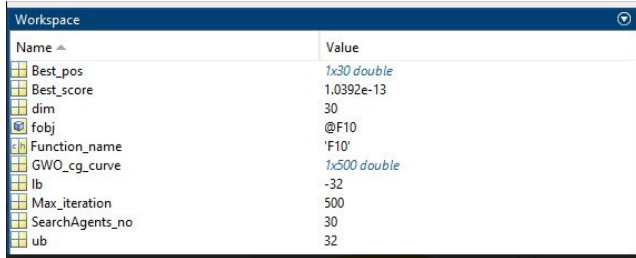 Workspace
Name Value
Best_pos 1x30 double
Best_score 1.0392e-13
dim 30
fobj @F10
ch Function_name 'F10'
GWO_cg_curve 1x500 double
lb -32
Max_iteration 500
SearchAgents_no 30
ub 32